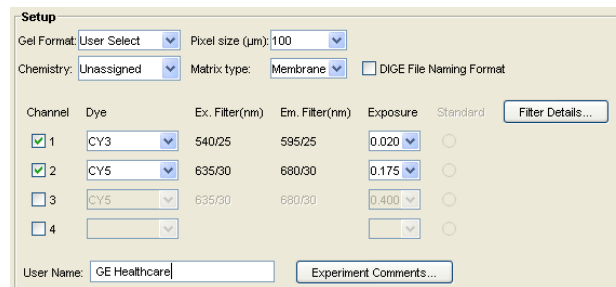 Setup
Gel Format: User Select Pixel size (µm): 100
Chemistry: Unassigned Matrix type: Membrane DIGE File Naming Format
Channel Dye Ex. Filter(nm) Em. Filter(nm) Exposure Standard Filter Details...
1 CY3 540/25 595/25 0.020
2 CY5 635/30 680/30 0.175
3 CY5 635/30 680/30 0.400
4
User Name: GE Healthcare Experiment Comments...